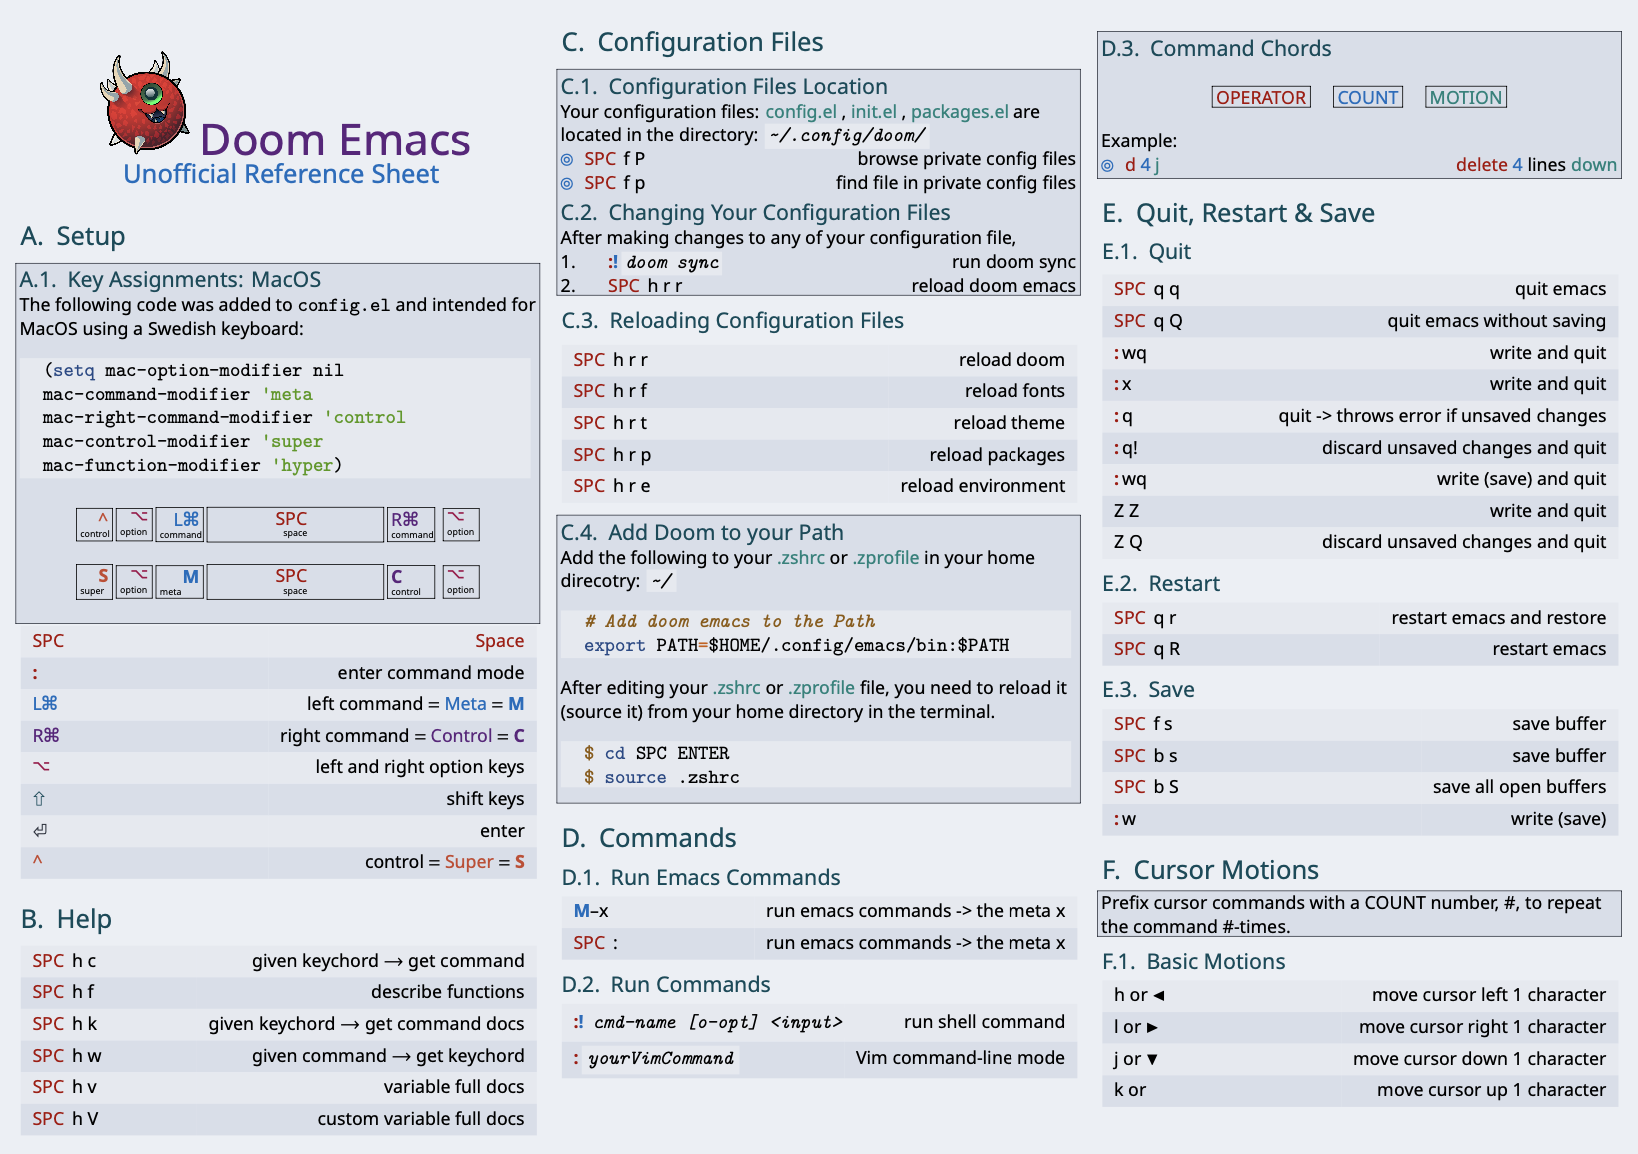 Doom Emacs
Unofficial Reference Sheet
A. Setup
A.1. Key Assignments: MacOS
The following code was added to config.el and intended for
MacOS using a Swedish keyboard:
(setq mac-option-modifier nil
mac-command-modifier 'meta
mac-right-command-modifier 'control
mac-control-modifier 'super
mac-function-modifier 'hyper)
^ ⌥ L⌘ SPC R⌘ ⌥
control option command space command option
S ⌥ M SPC C ⌥
super option meta space control option
SPC Space
: enter command mode
L⌘ left command = Meta = M
R⌘ right command = Control = C
⌥ left and right option keys
⇧ shift keys
⏎ enter
^ control = Super = S
B. Help
SPC h c given keychord → get command
SPC h f describe functions
SPC h k given keychord → get command docs
SPC h w given command → get keychord
SPC h v variable full docs
SPC h V custom variable full docs
C. Configuration Files
C.1. Configuration Files Location
Your configuration files: config.el , init.el , packages.el are
located in the directory: ~/.config/doom/
⊚ SPC f P browse private config files
⊚ SPC f p find file in private config files
C.2. Changing Your Configuration Files
After making changes to any of your configuration file,
1. :! doom sync run doom sync
2. SPC h r r reload doom emacs
C.3. Reloading Configuration Files
SPC h r r reload doom
SPC h r f reload fonts
SPC h r t reload theme
SPC h r p reload packages
SPC h r e reload environment
C.4. Add Doom to your Path
Add the following to your .zshrc or .zprofile in your home
direcotry: ~/
# Add doom emacs to the Path
export PATH=$HOME/.config/emacs/bin:$PATH
After editing your .zshrc or .zprofile file, you need to reload it
(source it) from your home directory in the terminal.
$ cd SPC ENTER
$ source .zshrc
D. Commands
D.1. Run Emacs Commands
M–x run emacs commands -> the meta x
SPC : run emacs commands -> the meta x
D.2. Run Commands
:! cmd-name [o-opt] <input> run shell command
: yourVimCommand Vim command-line mode
D.3. Command Chords
OPERATOR COUNT MOTION
Example:
⊚ d 4 j delete 4 lines down
E. Quit, Restart & Save
E.1. Quit
SPC q q quit emacs
SPC q Q quit emacs without saving
:wq write and quit
:x write and quit
:q quit -> throws error if unsaved changes
:q! discard unsaved changes and quit
:wq write (save) and quit
Z Z write and quit
Z Q discard unsaved changes and quit
E.2. Restart
SPC q r restart emacs and restore
SPC q R restart emacs
E.3. Save
SPC f s save buffer
SPC b s save buffer
SPC b S save all open buffers
:w write (save)
F. Cursor Motions
Prefix cursor commands with a COUNT number, #, to repeat
the command #-times.
F.1. Basic Motions
h or ◄ move cursor left 1 character
l or ► move cursor right 1 character
j or ▼ move cursor down 1 character
k or move cursor up 1 character